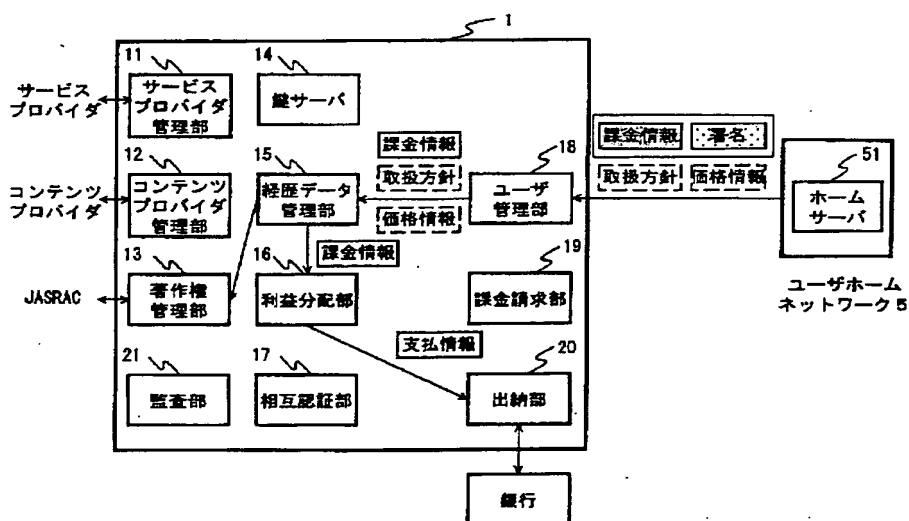 1
11
サービス
プロバイダ
管理部
サービス
プロバイダ
14
鍵サーバ
12
コンテンツ
プロバイダ
管理部
コンテンツ
プロバイダ
15
経歴データ
管理部
課金情報
取扱方針
価格情報
18
ユーザ
管理部
課金情報
署名
取扱方針
価格情報
51
ホーム
サーバ
ユーザホーム
ネットワーク5
13
著作権
管理部
JASRAC
課金情報
16
利益分配部
19
課金請求部
支払情報
21
監査部
17
相互認証部
20
出納部
銀行